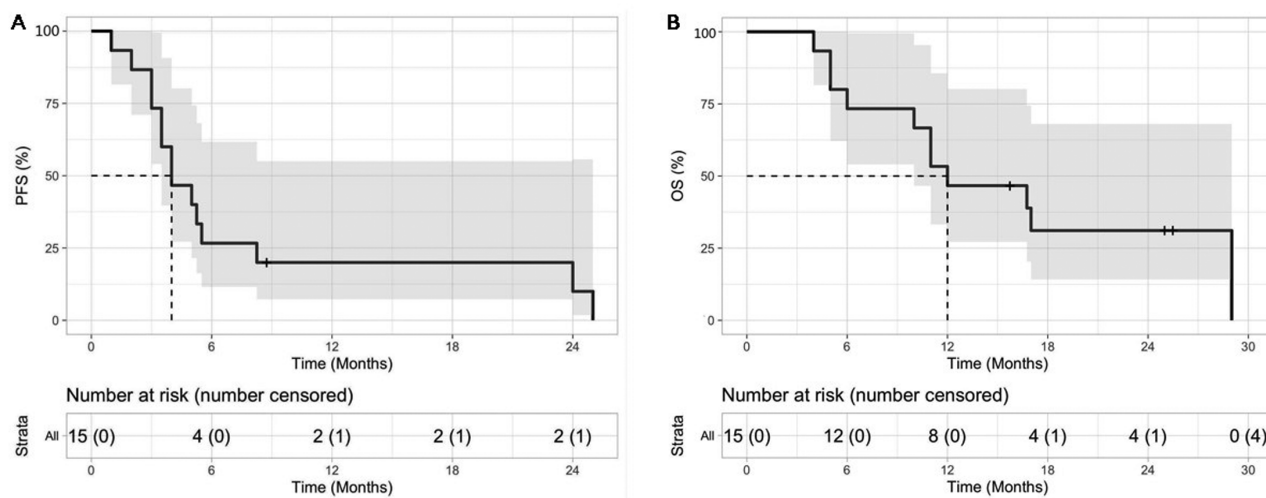 A
PFS (%)
100
75
50
25
0
0 6 12 18 24
Time (Months)
Number at risk (number censored)
Strata
All 15 (0) 4 (0) 2 (1) 2 (1) 2 (1)
0 6 12 18 24
Time (Months)
B
OS (%)
100
75
50
25
0
0 6 12 18 24 30
Time (Months)
Number at risk (number censored)
Strata
All 15 (0) 12 (0) 8 (0) 4 (1) 4 (1) 0 (4)
0 6 12 18 24 30
Time (Months)